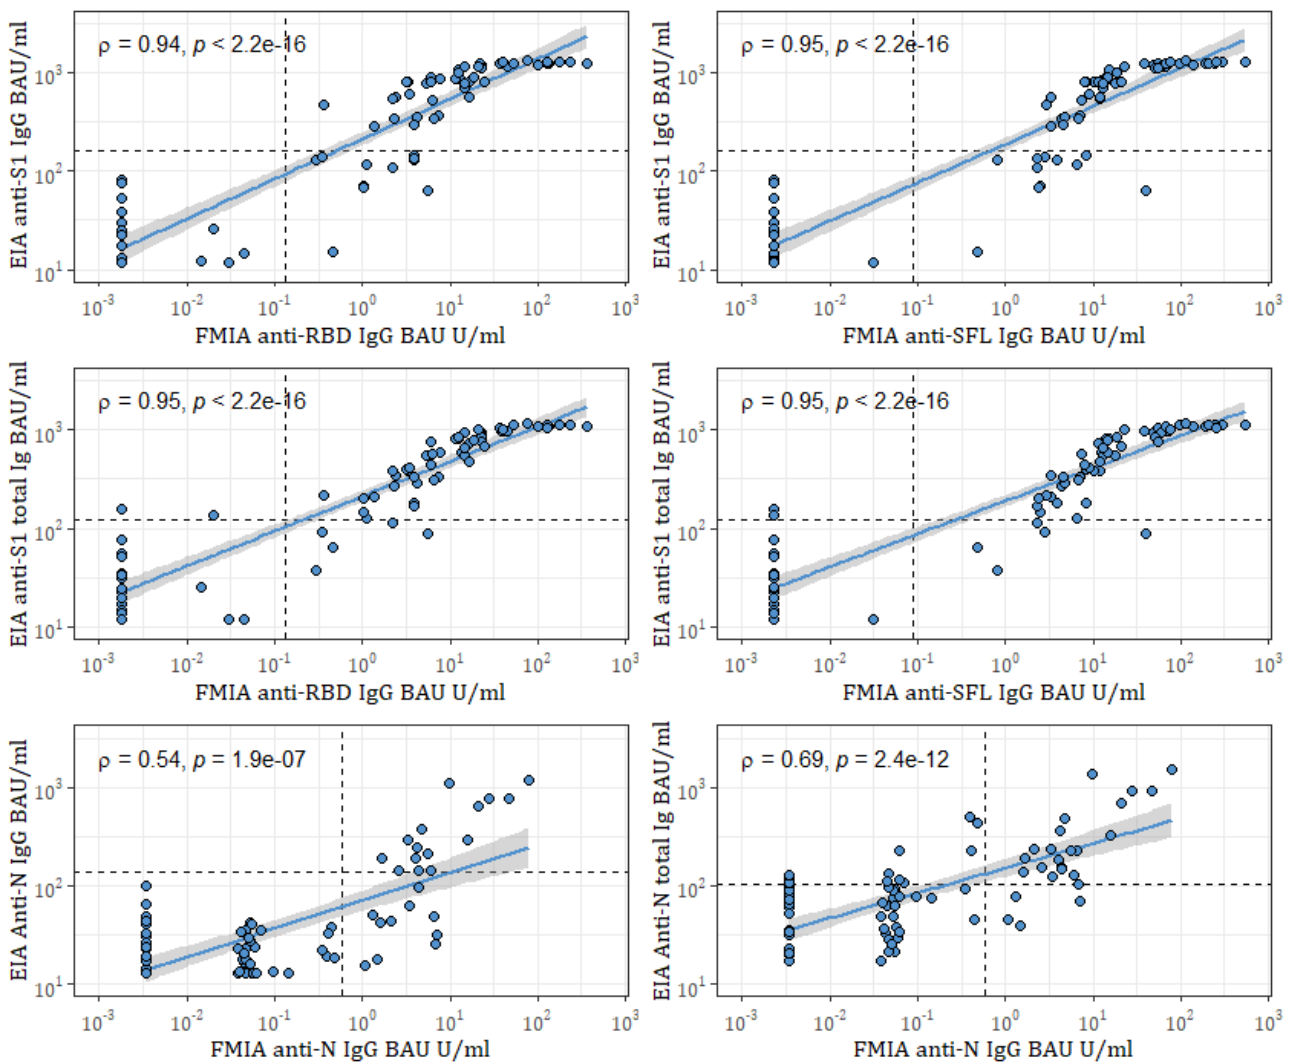 ρ = 0.94, p < 2.2e-16
EIA anti-S1 IgG BAU/ml
10³
10²
10¹
10⁻³ 10⁻² 10⁻¹ 10⁰ 10¹ 10² 10³
FMIA anti-RBD IgG BAU U/ml
ρ = 0.95, p < 2.2e-16
EIA anti-S1 IgG BAU/ml
10³
10²
10¹
10⁻³ 10⁻² 10⁻¹ 10⁰ 10¹ 10² 10³
FMIA anti-SFL IgG BAU U/ml
ρ = 0.95, p < 2.2e-16
EIA anti-S1 total Ig BAU/ml
10³
10²
10¹
10⁻³ 10⁻² 10⁻¹ 10⁰ 10¹ 10² 10³
FMIA anti-RBD IgG BAU U/ml
ρ = 0.95, p < 2.2e-16
EIA anti-S1 total Ig BAU/ml
10³
10²
10¹
10⁻³ 10⁻² 10⁻¹ 10⁰ 10¹ 10² 10³
FMIA anti-SFL IgG BAU U/ml
ρ = 0.54, p = 1.9e-07
EIA Anti-N IgG BAU/ml
10³
10²
10¹
10⁻³ 10⁻² 10⁻¹ 10⁰ 10¹ 10² 10³
FMIA anti-N IgG BAU U/ml
ρ = 0.69, p = 2.4e-12
EIA Anti-N total Ig BAU/ml
10³
10²
10¹
10⁻³ 10⁻² 10⁻¹ 10⁰ 10¹ 10² 10³
FMIA anti-N IgG BAU U/ml